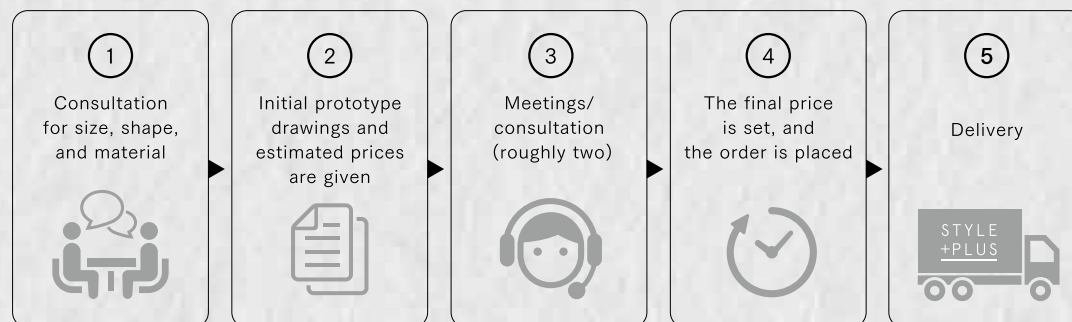 1
Consultation
for size, shape,
and material
2
Initial prototype
drawings and
estimated prices
are given
3
Meetings/
consultation
(roughly two)
4
The final price
is set, and
the order is placed
5
Delivery
STYLE
+PLUS